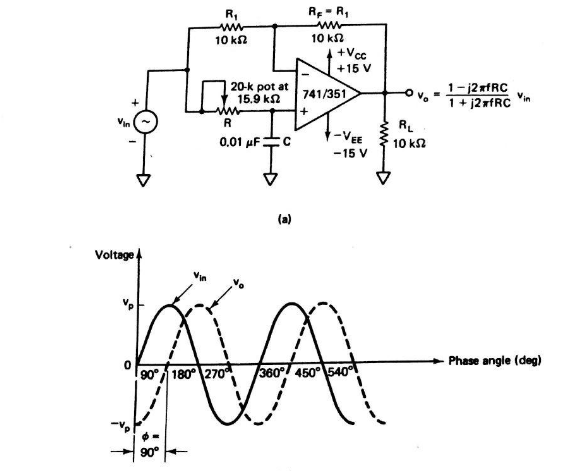 R1
RF = R1
10 kΩ
10 kΩ
+VCC
+15 V
20-k pot at
15.9 kΩ
R
741/351
−
+
vo = 1 − j2πfRC / 1 + j2πfRC vin
+
vin
−
0.01 μF
C
−VEE
−15 V
RL
10 kΩ
(a)
Voltage
vin
vo
vp
0
90° 180° 270° 360° 450° 540°
Phase angle (deg)
−vp
ϕ =
90°